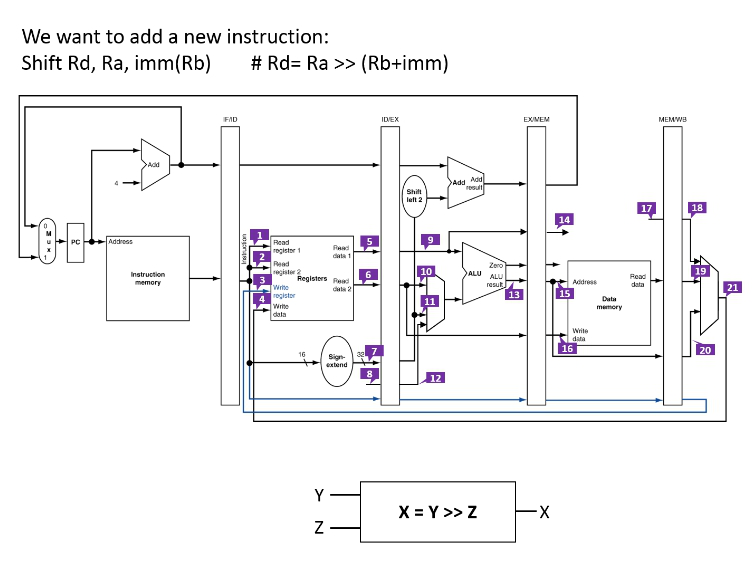 We want to add a new instruction:
Shift Rd, Ra, imm(Rb) # Rd= Ra >> (Rb+imm)
IF/ID
ID/EX
EX/MEM
MEM/WB
Add
4
Shift
left 2
Add
Add
result
0
M
u
x
1
PC
Address
Instruction
memory
Instruction
1
2
3
4
Read
register 1
Read
register 2
Registers
Write
register
Write
data
Read
data 1
Read
data 2
5
6
16
Sign-
extend
32
7
8
9
10
11
12
Zero
ALU
ALU
result
13
14
15
16
Address
Data
memory
Read
data
Write
data
17
18
19
20
21
Y
Z
X = Y >> Z
X